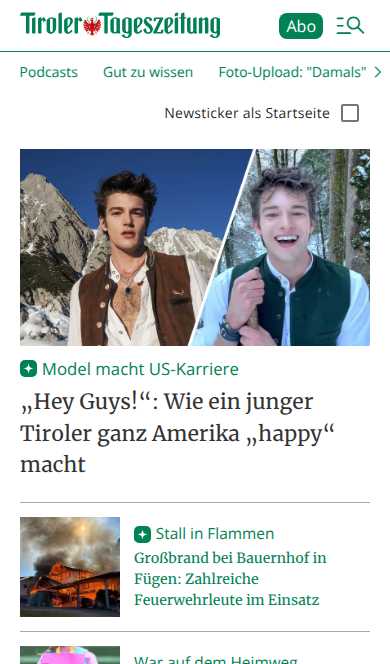 Tiroler Tageszeitung
Abo
Podcasts Gut zu wissen Foto-Upload: "Damals"
Newsticker als Startseite
Model macht US-Karriere
„Hey Guys!“: Wie ein junger
Tiroler ganz Amerika „happy“
macht
Stall in Flammen
Großbrand bei Bauernhof in
Fügen: Zahlreiche
Feuerwehrleute im Einsatz
War auf dem Heimweg